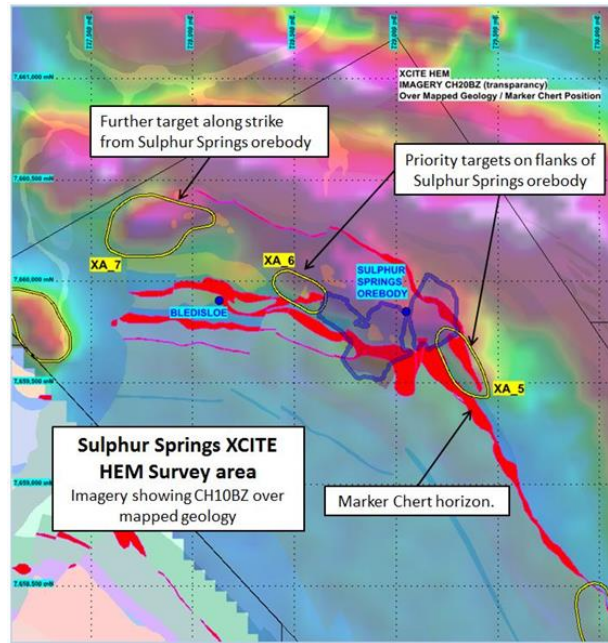 XCITE HEM
IMAGERY CH20BZ (transparancy)
Over Mapped Geology / Marker Chert Position
7,661,000 mN
Further target along strike
from Sulphur Springs orebody
Priority targets on flanks of
Sulphur Springs orebody
7,660,500 mN
XA_7
XA_6
SULPHUR
SPRINGS
OREBODY
7,660,000 mN
BLEDISLOE
7,659,500 mN
XA_5
Sulphur Springs XCITE
HEM Survey area
Imagery showing CH10BZ over
mapped geology
7,659,000 mN
Marker Chert horizon.
7,658,500 mN